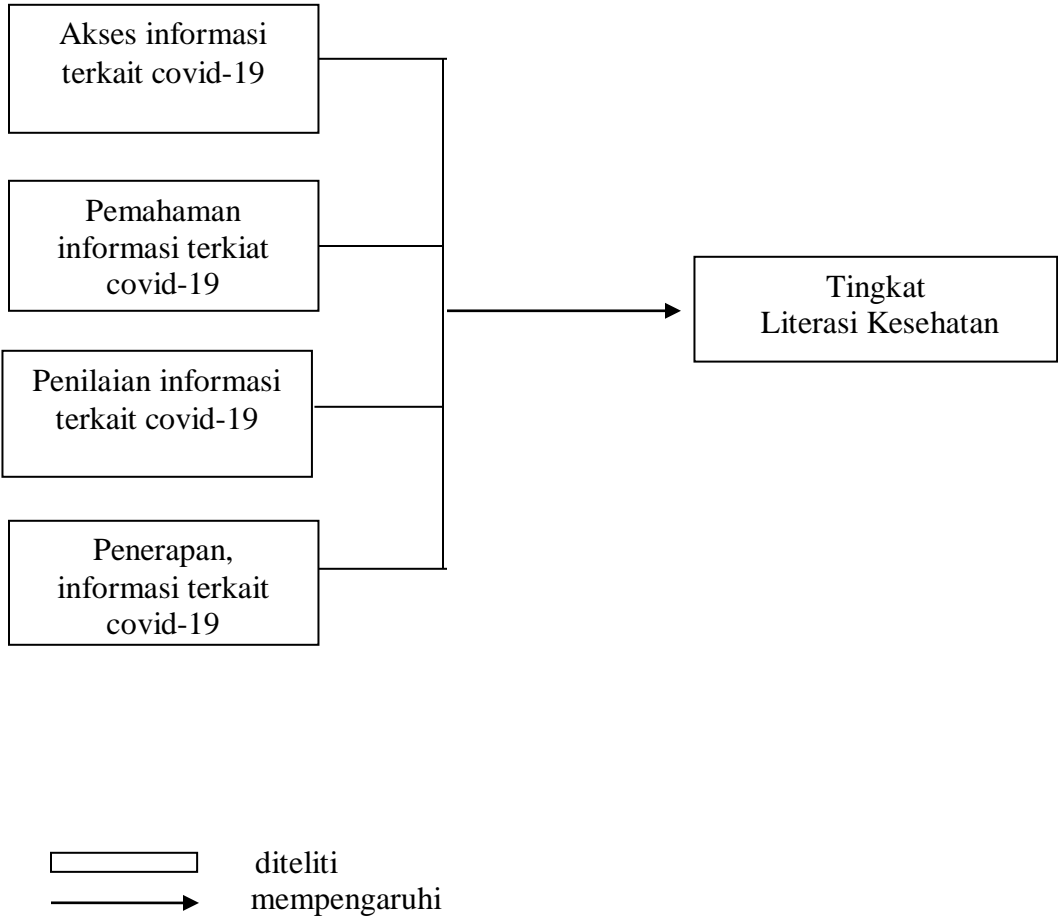 Akses informasi
terkait covid-19
Pemahaman
informasi terkiat
covid-19
Penilaian informasi
terkait covid-19
Penerapan,
informasi terkait
covid-19
Tingkat
Literasi Kesehatan
diteliti
mempengaruhi